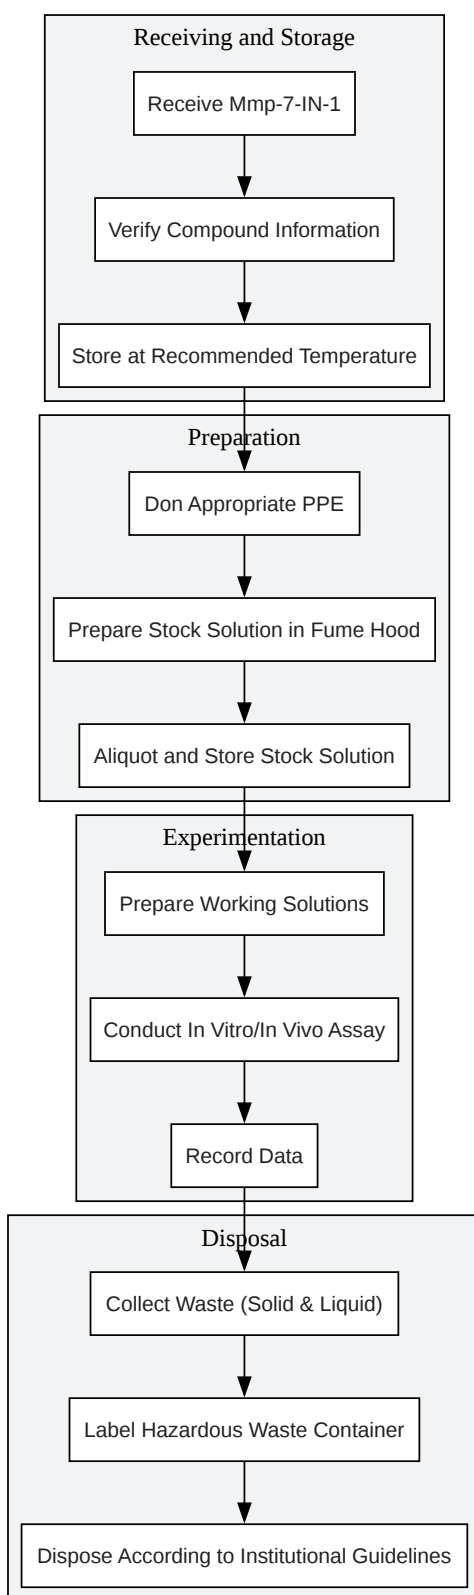 Receiving and Storage
Receive Mmp-7-IN-1
Verify Compound Information
Store at Recommended Temperature
Preparation
Don Appropriate PPE
Prepare Stock Solution in Fume Hood
Aliquot and Store Stock Solution
Experimentation
Prepare Working Solutions
Conduct In Vitro/In Vivo Assay
Record Data
Disposal
Collect Waste (Solid & Liquid)
Label Hazardous Waste Container
Dispose According to Institutional Guidelines